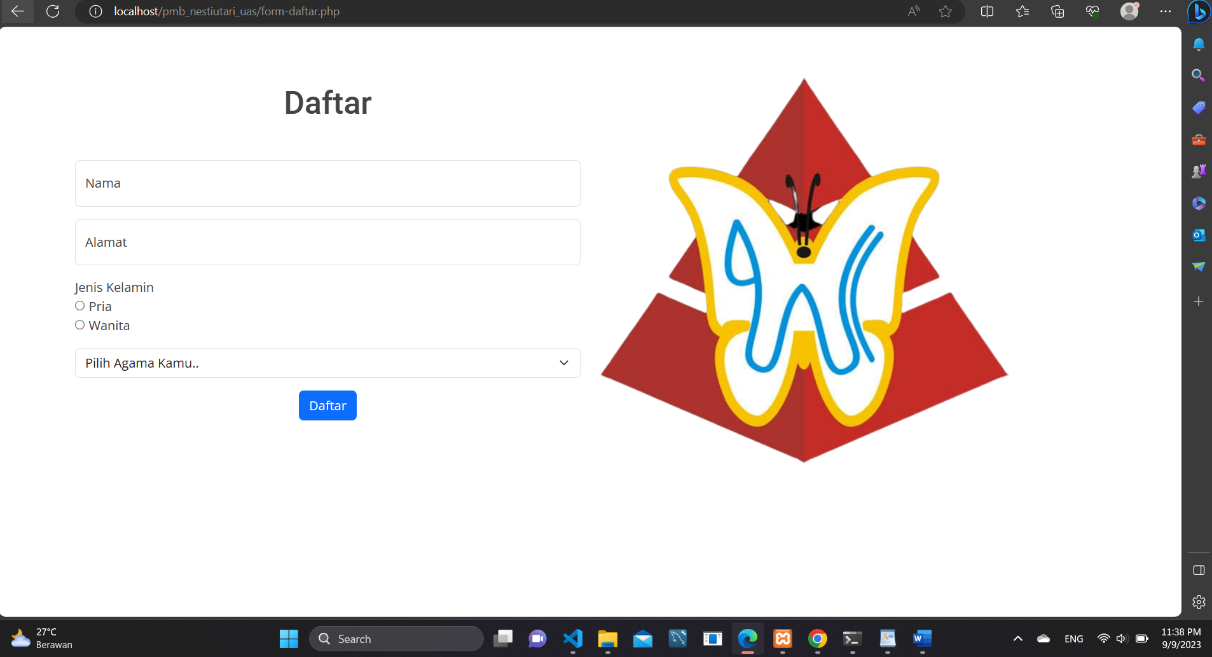 localhost/pmb_nestiutari_uas/form-daftar.php
Daftar
Nama
Alamat
Jenis Kelamin
Pria
Wanita
Pilih Agama Kamu..
Daftar
27°C
Berawan
Search
ENG
11:38 PM
9/9/2023